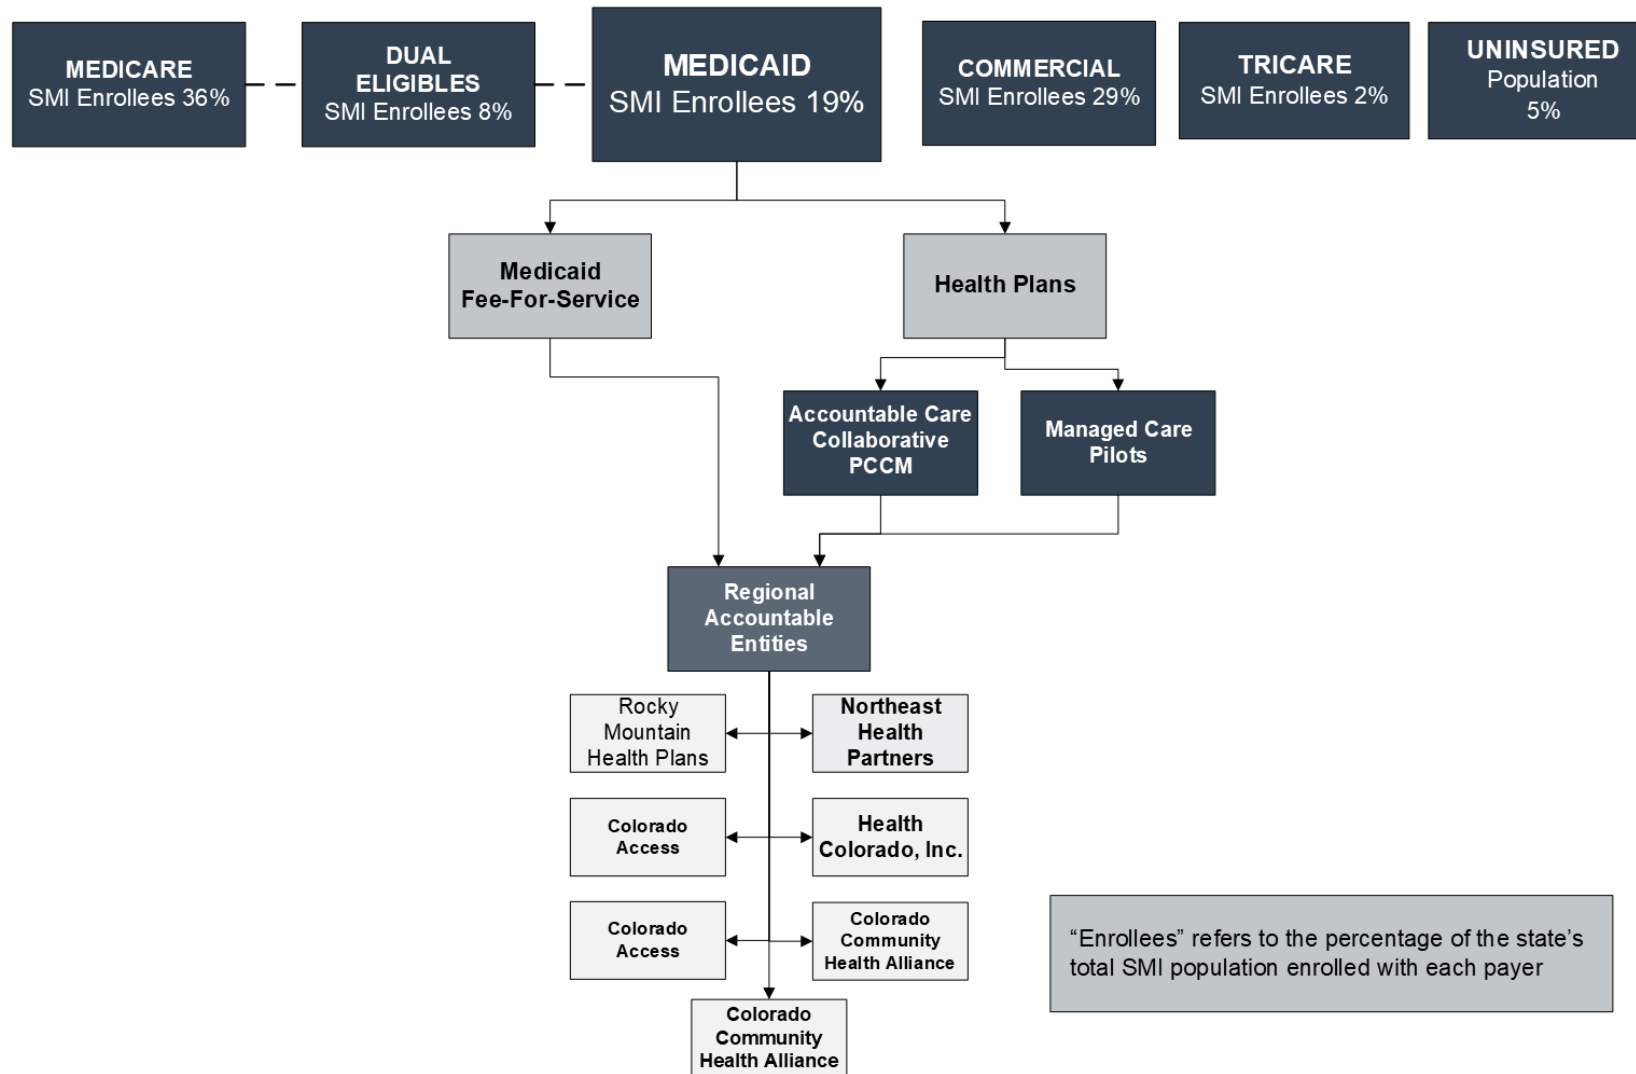 MEDICARE
SMI Enrollees 36%
DUAL
ELIGIBLES
SMI Enrollees 8%
MEDICAID
SMI Enrollees 19%
COMMERCIAL
SMI Enrollees 29%
TRICARE
SMI Enrollees 2%
UNINSURED
Population
5%
Medicaid
Fee-For-Service
Health Plans
Accountable Care
Collaborative
PCCM
Managed Care
Pilots
Regional
Accountable
Entities
Rocky
Mountain
Health Plans
Northeast
Health
Partners
Colorado
Access
Health
Colorado, Inc.
Colorado
Access
Colorado
Community
Health Alliance
Colorado
Community
Health Alliance
“Enrollees” refers to the percentage of the state’s
total SMI population enrolled with each payer